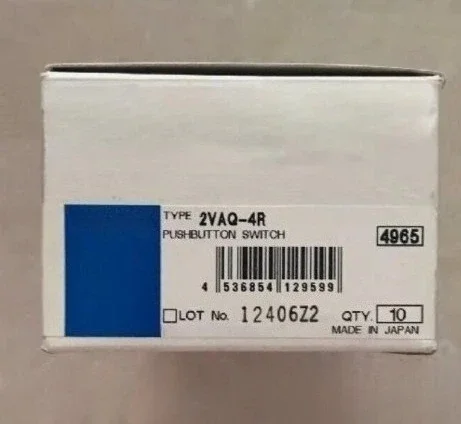 TYPE 2VAQ-4R
PUSHBUTTON SWITCH 4965
4 536854 129599
LOT No. 12406Z2 QTY. 10
MADE IN JAPAN